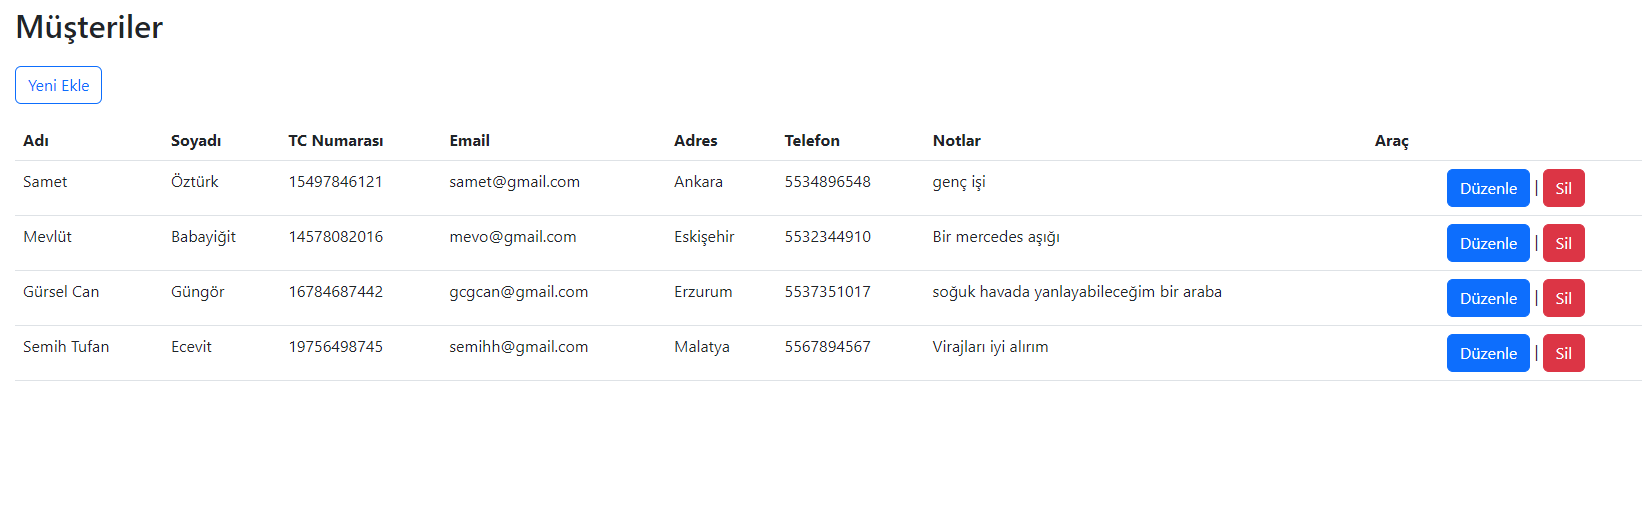 Müşteriler
Yeni Ekle
Adı Soyadı TC Numarası Email Adres Telefon Notlar Araç
Samet Öztürk 15497846121 samet@gmail.com Ankara 5534896548 genç işi Düzenle | Sil
Mevlüt Babayiğit 14578082016 mevo@gmail.com Eskişehir 5532344910 Bir mercedes aşığı Düzenle | Sil
Gürsel Can Güngör 16784687442 gcgcan@gmail.com Erzurum 5537351017 soğuk havada yanlayabileceğim bir araba Düzenle | Sil
Semih Tufan Ecevit 19756498745 semihh@gmail.com Malatya 5567894567 Virajları iyi alırım Düzenle | Sil